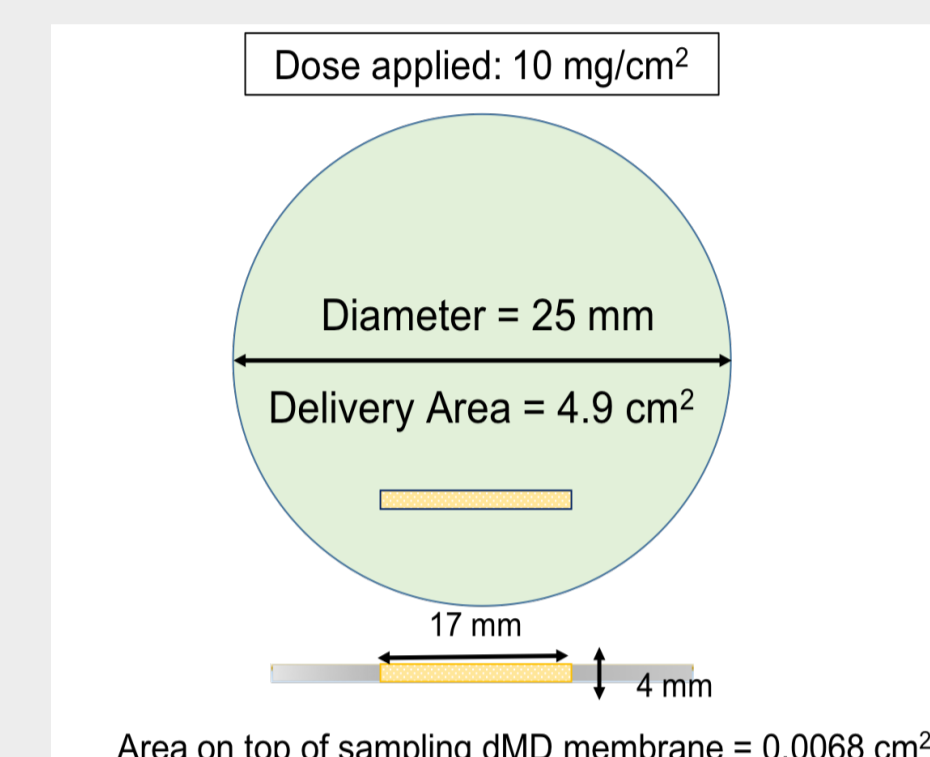 Dose applied: 10 mg/cm²
Diameter = 25 mm
Delivery Area = 4.9 cm²
17 mm
4 mm
Area on top of sampling dMD membrane = 0.0068 cm²